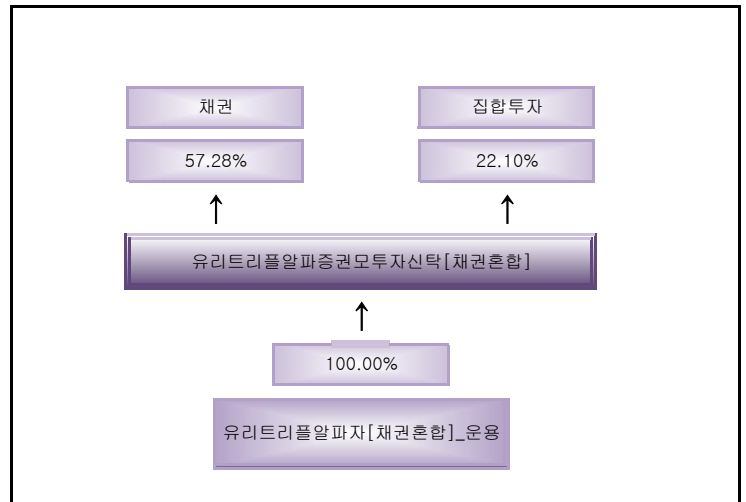 채권
집합투자
57.28%
22.10%
유리트리플알파증권모투자신탁[채권혼합]
100.00%
유리트리플알파자[채권혼합]_운용